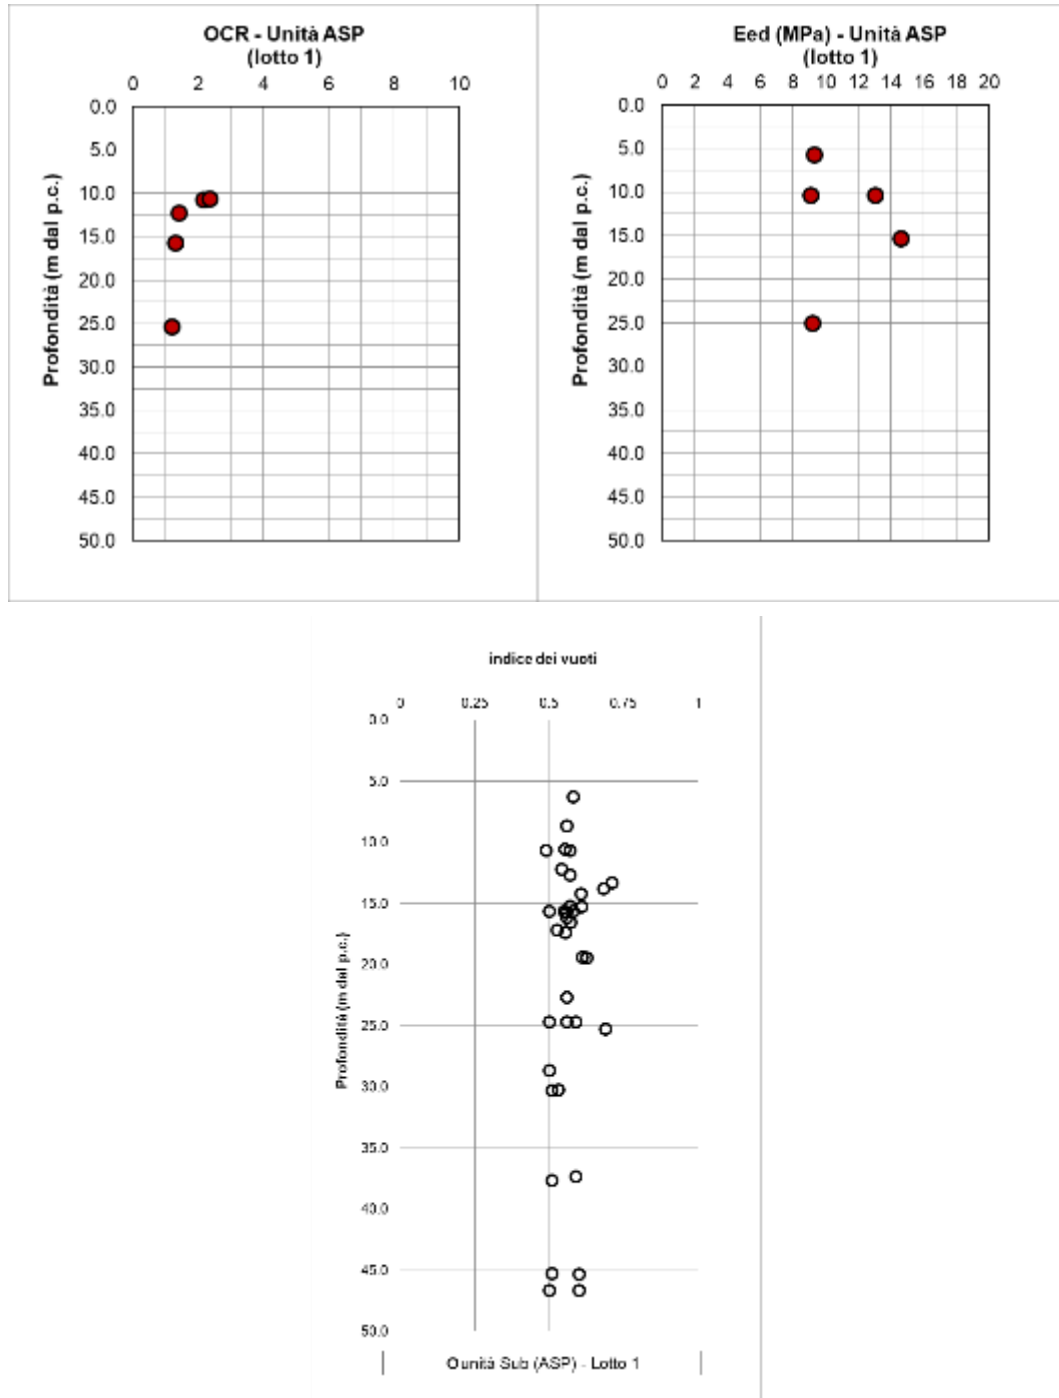 OCR - Unità ASP
(lotto 1)
0 2 4 6 8 10
0.0
5.0
10.0
15.0
20.0
25.0
30.0
35.0
40.0
45.0
50.0
Profondità (m dal p.c.)
Eed (MPa) - Unità ASP
(lotto 1)
0 2 4 6 8 10 12 14 16 18 20
0.0
5.0
10.0
15.0
20.0
25.0
30.0
35.0
40.0
45.0
50.0
Profondità (m dal p.c.)
indice dei vuoti
0 0.25 0.5 0.75 1
0.0
5.0
10.0
15.0
20.0
25.0
30.0
35.0
40.0
45.0
50.0
Profondità (m dal p.c.)
Ounità Sub (ASP) - Lotto 1